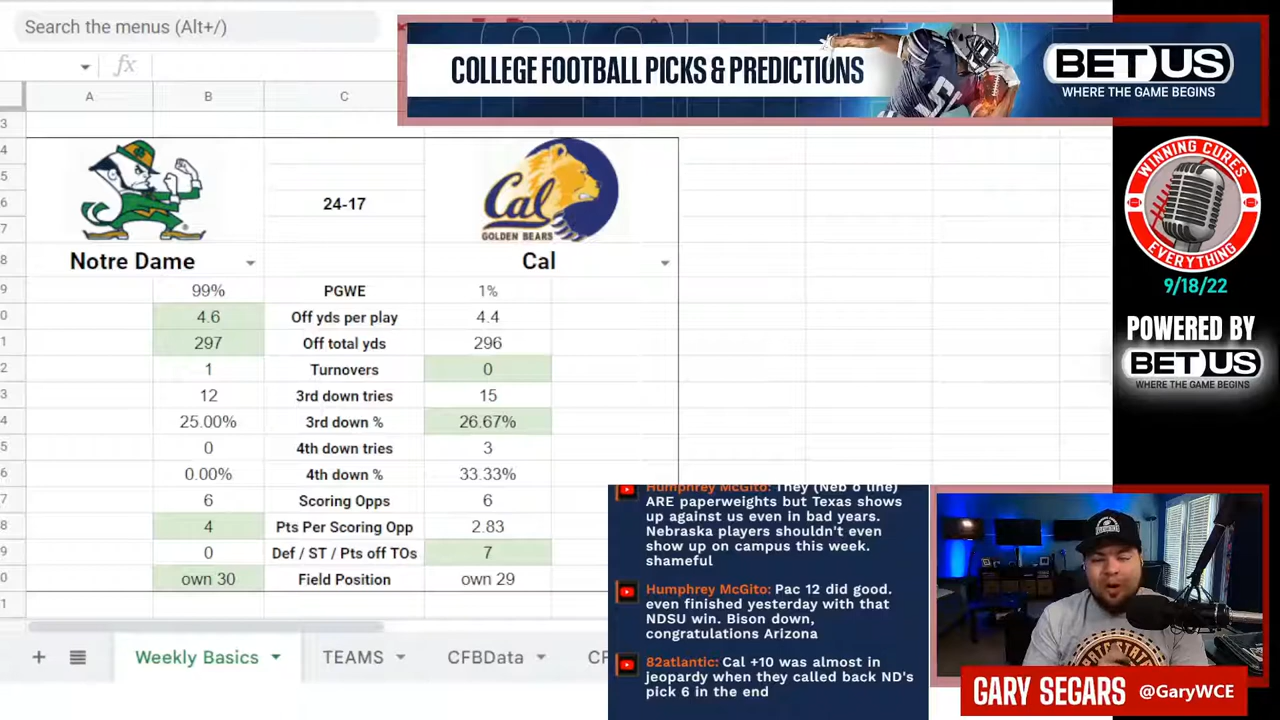 Search the menus (Alt+/)
COLLEGE FOOTBALL PICKS & PREDICTIONS
BETUS
WHERE THE GAME BEGINS
fx
A B C
3
4
5
6 24-17
7
Cal
GOLDEN BEARS
8 Notre Dame Cal
9 99% PGWE 1%
0 4.6 Off yds per play 4.4
1 297 Off total yds 296
2 1 Turnovers 0
3 12 3rd down tries 15
4 25.00% 3rd down % 26.67%
5 0 4th down tries 3
6 0.00% 4th down % 33.33%
7 6 Scoring Opps 6
8 4 Pts Per Scoring Opp 2.83
9 0 Def / ST / Pts off TOs 7
0 own 30 Field Position own 29
1
+ Weekly Basics TEAMS CFBData CF
Humphrey McGito: They (Neb o line)
ARE paperweights but Texas shows
up against us even in bad years.
Nebraska players shouldn't even
show up on campus this week.
shameful
Humphrey McGito: Pac 12 did good.
even finished yesterday with that
NDSU win. Bison down,
congratulations Arizona
82atlantic: Cal +10 was almost in
jeopardy when they called back ND's
pick 6 in the end
WINNING CURES
EVERYTHING
9/18/22
POWERED BY
BETUS
WHERE THE GAME BEGINS
GARY SEGARS @GaryWCE